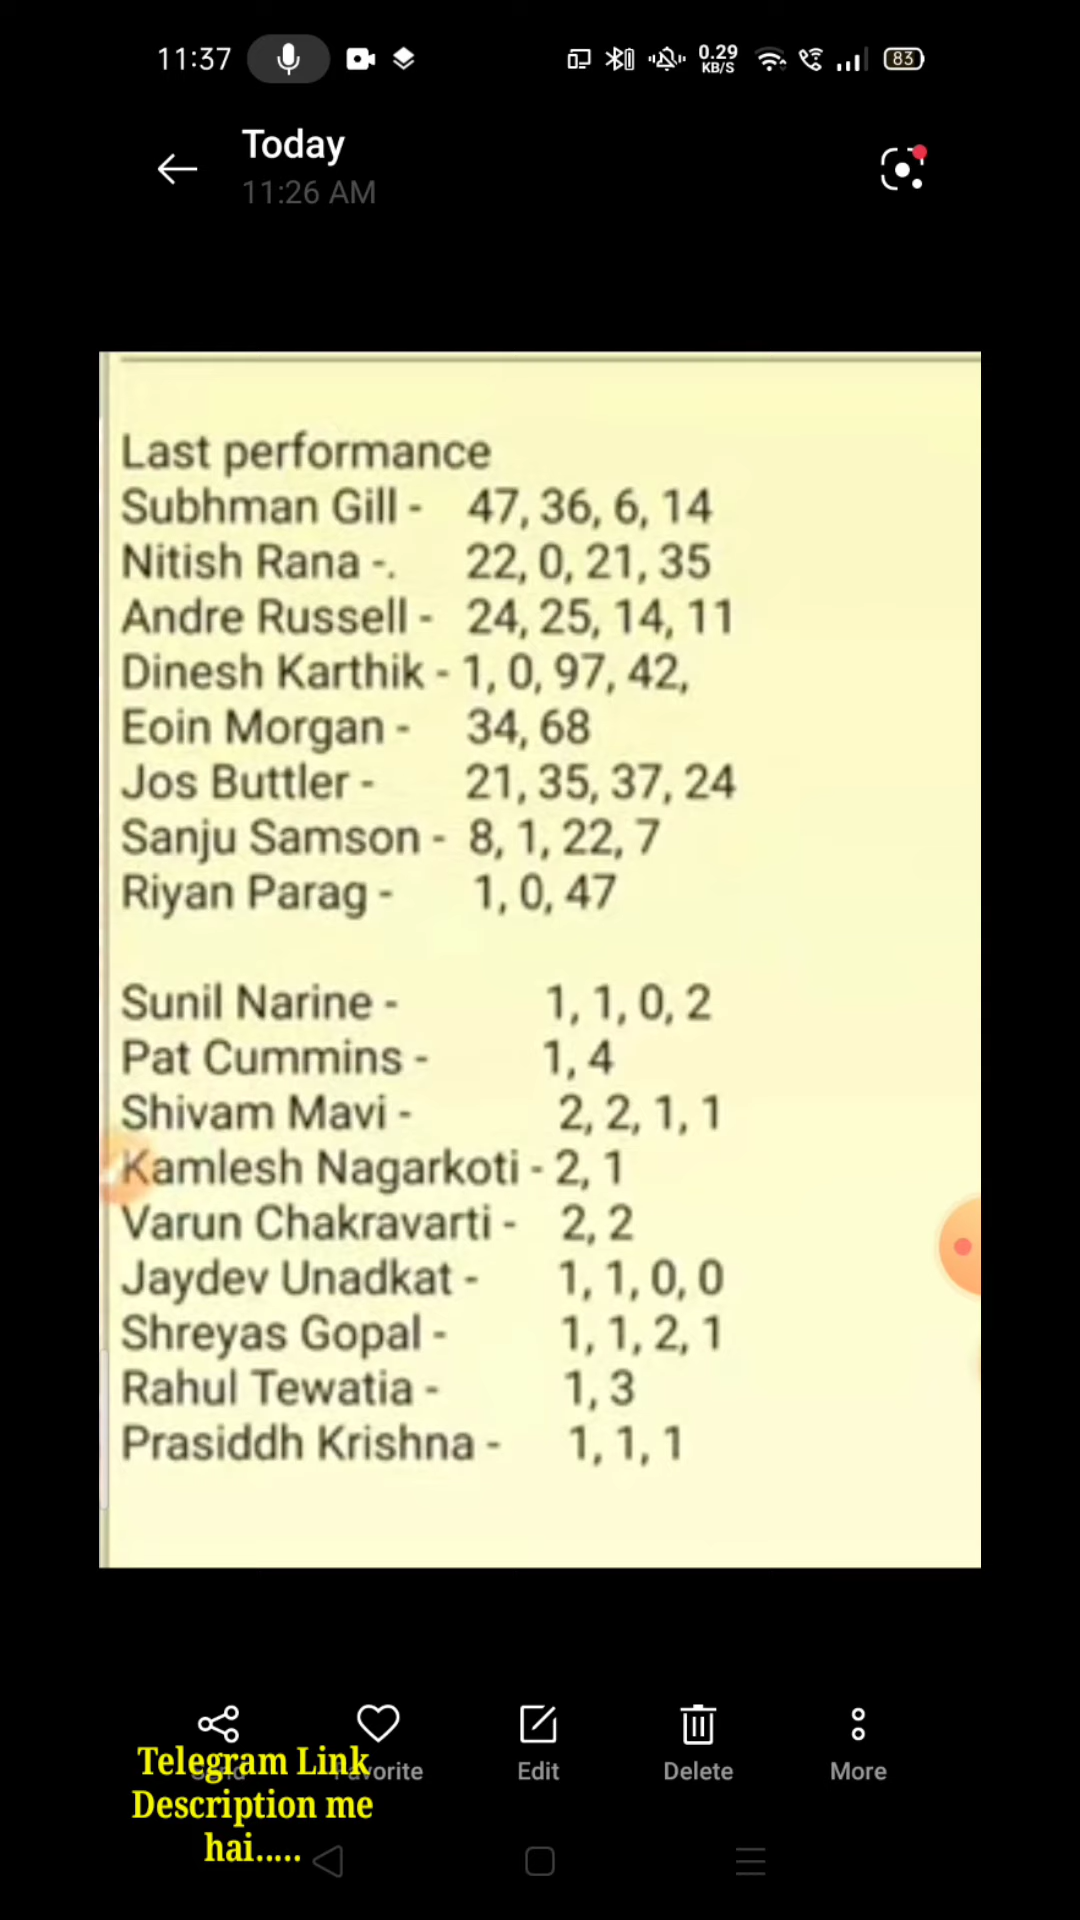 11:37 0.29 KB/S 83
Today
11:26 AM
Last performance
Subhman Gill - 47, 36, 6, 14
Nitish Rana -. 22, 0, 21, 35
Andre Russell - 24, 25, 14, 11
Dinesh Karthik - 1, 0, 97, 42,
Eoin Morgan - 34, 68
Jos Buttler - 21, 35, 37, 24
Sanju Samson - 8, 1, 22, 7
Riyan Parag - 1, 0, 47
Sunil Narine - 1, 1, 0, 2
Pat Cummins - 1, 4
Shivam Mavi - 2, 2, 1, 1
Kamlesh Nagarkoti - 2, 1
Varun Chakravarti - 2, 2
Jaydev Unadkat - 1, 1, 0, 0
Shreyas Gopal - 1, 1, 2, 1
Rahul Tewatia - 1, 3
Prasiddh Krishna - 1, 1, 1
Telegram Link
Description me
hai.....
Favorite Edit Delete More